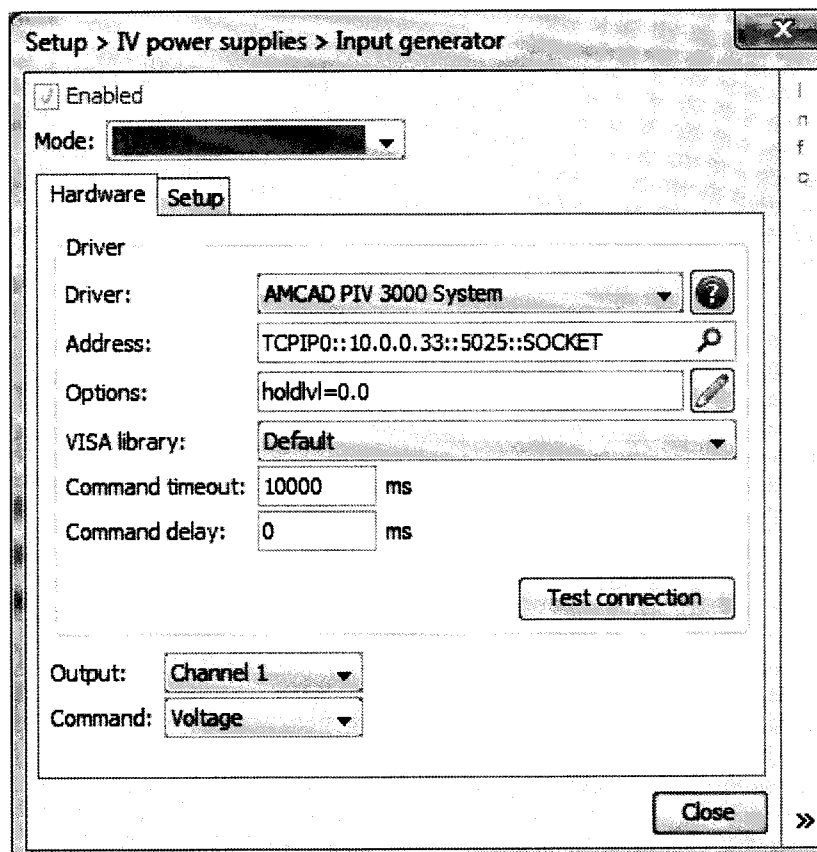 Setup > IV power supplies > Input generator
Enabled
Mode:
Hardware Setup
Driver
Driver: AMCAD PIV 3000 System
Address: TCPIP0::10.0.0.33::5025::SOCKET
Options: holdlvl=0.0
VISA library: Default
Command timeout: 10000 ms
Command delay: 0 ms
Test connection
Output: Channel 1
Command: Voltage
Close
»